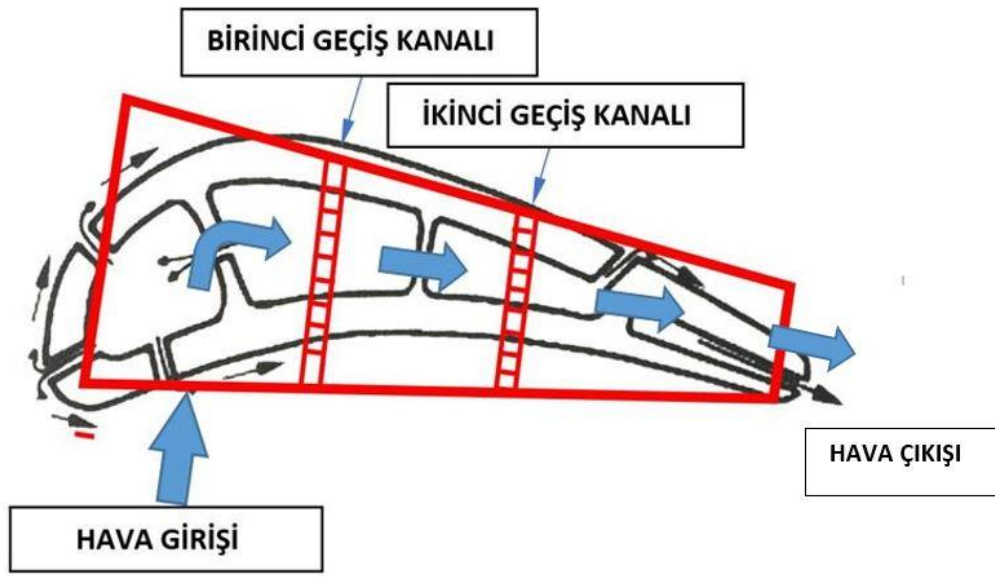 BİRİNCİ GEÇİŞ KANALI
İKİNCİ GEÇİŞ KANALI
HAVA ÇIKIŞI
HAVA GİRİŞİ